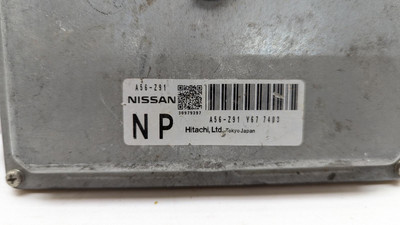 A56-Z91
NISSAN
NP
A56-Z91 Y67 7403
Hitachi, Ltd. Tokyo Japan